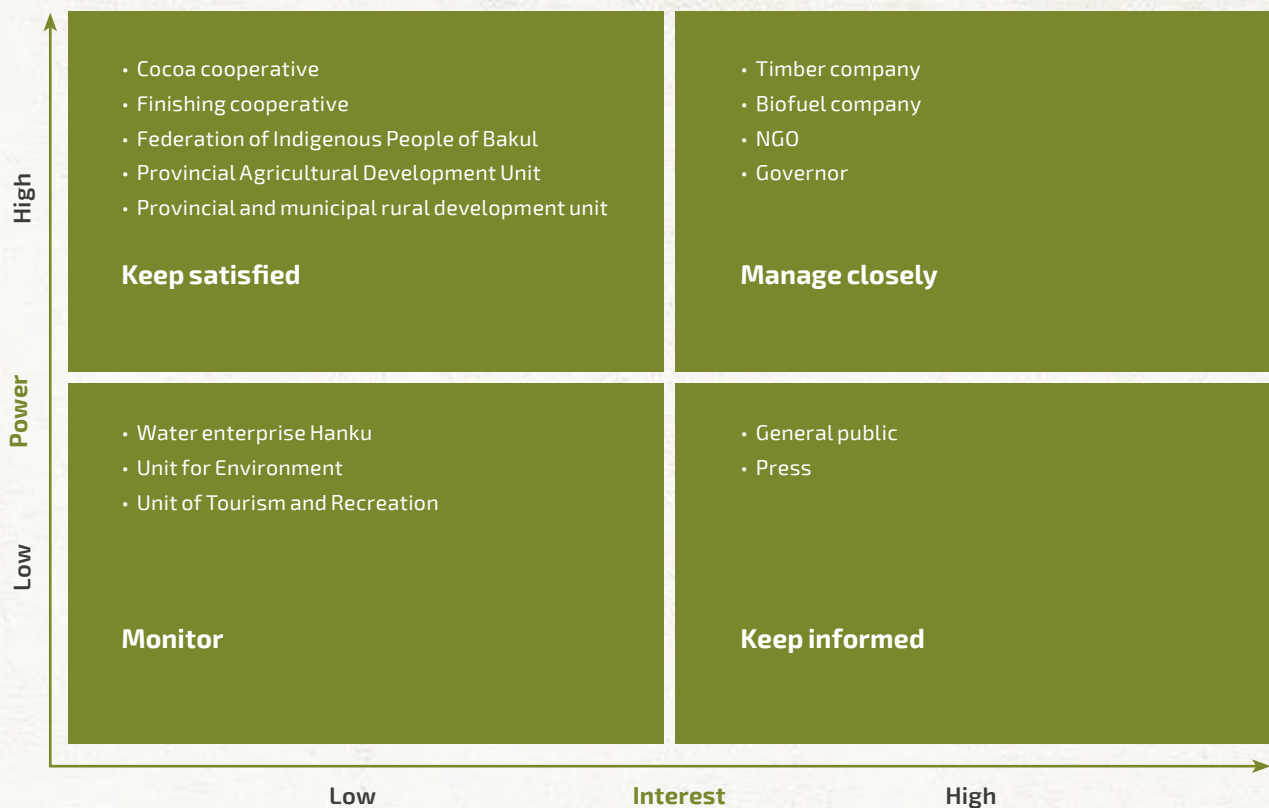 High
• Cocoa cooperative
• Finishing cooperative
• Federation of Indigenous People of Bakul
• Provincial Agricultural Development Unit
• Provincial and municipal rural development unit
Keep satisfied
• Timber company
• Biofuel company
• NGO
• Governor
Manage closely
Power
Low
• Water enterprise Hanku
• Unit for Environment
• Unit of Tourism and Recreation
Monitor
• General public
• Press
Keep informed
Low
Interest
High